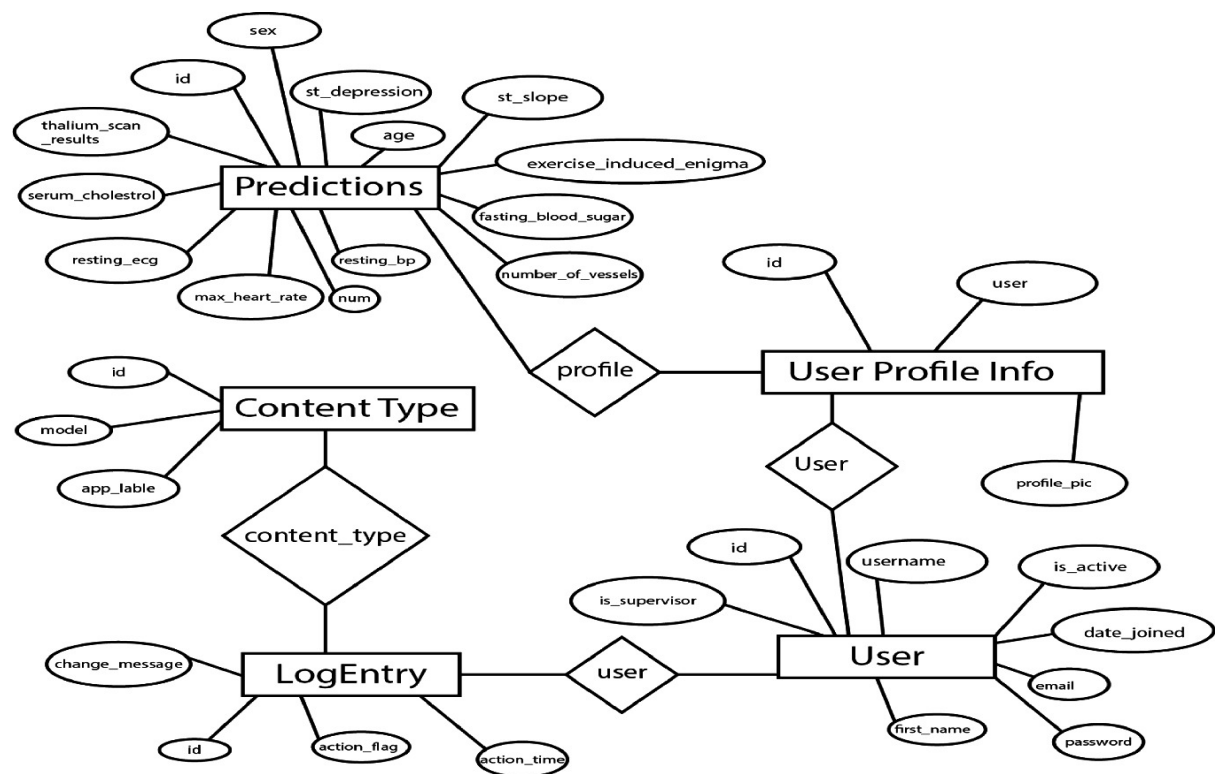 sex
id
st_depression
st_slope
thalium_scan
_results
age
exercise_induced_enigma
Predictions
serum_cholestrol
fasting_blood_sugar
resting_ecg
resting_bp
number_of_vessels
max_heart_rate
num
id
user
profile
User Profile Info
id
Content Type
model
app_lable
User
profile_pic
content_type
id
username
is_active
is_supervisor
date_joined
change_message
LogEntry
user
User
email
first_name
id
action_flag
action_time
password